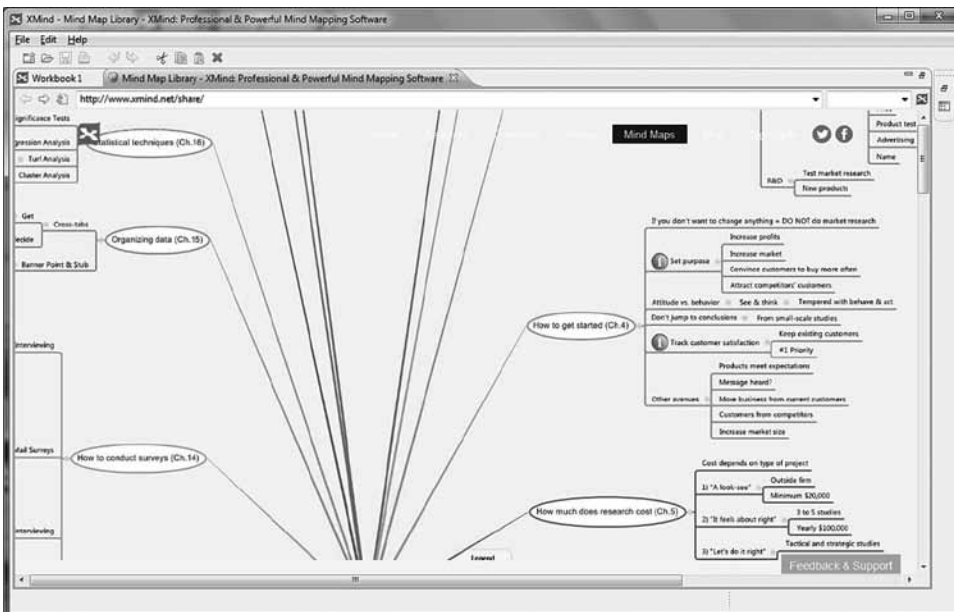 XMind - Mind Map Library - XMind: Professional & Powerful Mind Mapping Software
File Edit Help
Workbook 1
Mind Map Library - XMind: Professional & Powerful Mind Mapping Software
http://www.xmind.net/share/
Mind Maps
ignificance Tests
gression Analysis
Turf Analysis
Cluster Analysis
tatistical techniques (Ch.16)
Get
ecide
Cross-tabs
Banner Point & Stub
Organizing data (Ch.15)
nterviewing
Mail Surveys
nterviewing
How to conduct surveys (Ch.14)
Product test
Advertising
Name
R&D
Test market research
New products
How to get started (Ch.4)
If you don't want to change anything = DO NOT do market research
Set purpose
Increase profits
Increase market
Convince customers to buy more often
Attract competitors' customers
Attitude vs. behavior
See & think
Tempered with behave & act
Don't jump to conclusions
From small-scale studies
Track customer satisfaction
Keep existing customers
#1 Priority
Other avenues
Products meet expectations
Message heard?
More business from current customers
Customers from competitors
Increase market size
How much does research cost (Ch.5)
Cost depends on type of project
1) "A look-see"
Outside firm
Minimum $20,000
2) "It feels about right"
3 to 5 studies
Yearly $100,000
3) "Let's do it right"
Tactical and strategic studies
Legend
Feedback & Support